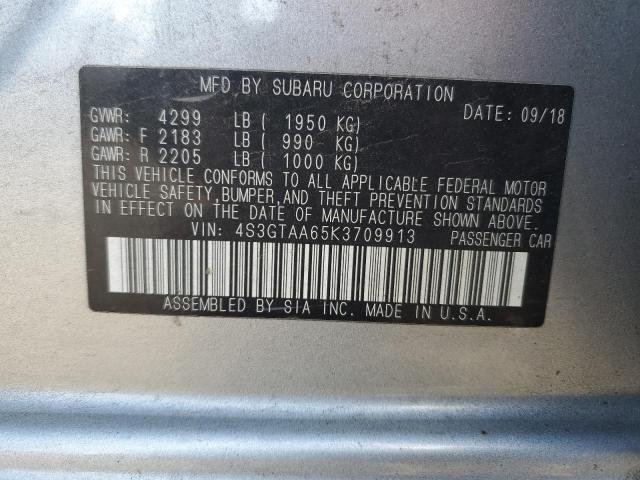 MFD BY SUBARU CORPORATION
GVWR: 4299 LB ( 1950 KG) DATE: 09/18
GAWR: F 2183 LB ( 990 KG)
GAWR: R 2205 LB ( 1000 KG)
THIS VEHICLE CONFORMS TO ALL APPLICABLE FEDERAL MOTOR
VEHICLE SAFETY, BUMPER, AND THEFT PREVENTION STANDARDS
IN EFFECT ON THE DATE OF MANUFACTURE SHOWN ABOVE.
VIN: 4S3GTAA65K3709913 PASSENGER CAR
ASSEMBLED BY SIA INC. MADE IN U.S.A.